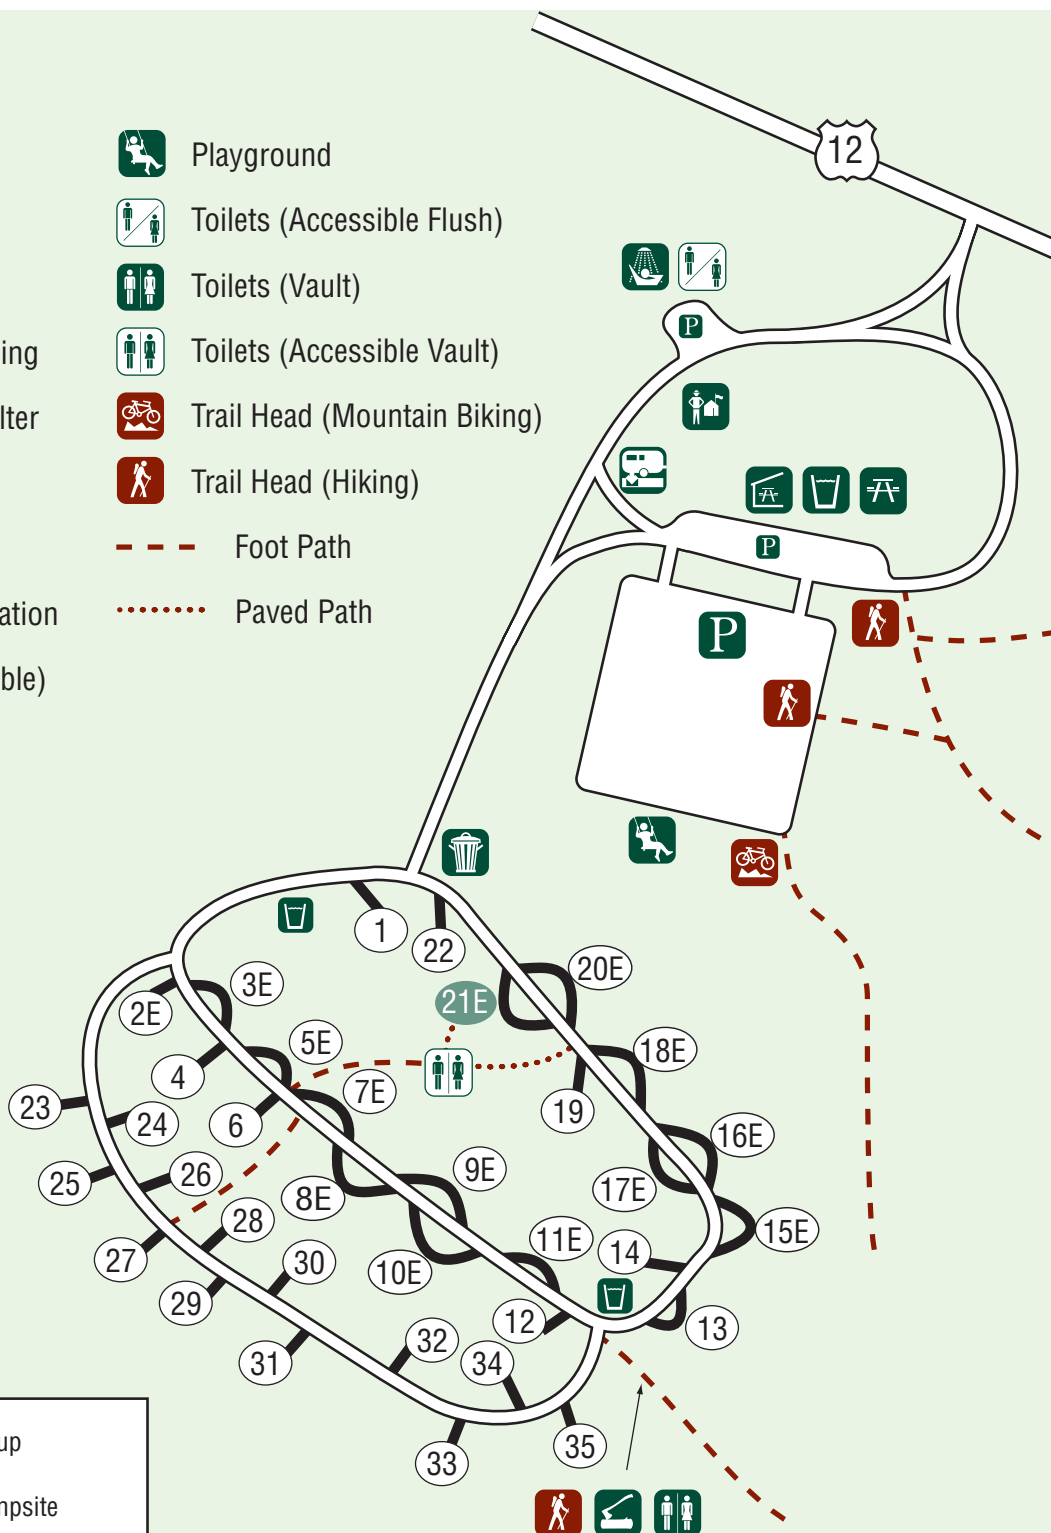 12
Playground
Toilets (Accessible Flush)
Toilets (Vault)
ing
Toilets (Accessible Vault)
lter
Trail Head (Mountain Biking)
Trail Head (Hiking)
Foot Path
ation
Paved Path
ble)
P
P
P
1
22
20E
3E
21E
2E
5E
18E
4
7E
23
24
6
19
16E
25
26
9E
17E
8E
28
11E
14
15E
27
30
10E
29
12
13
31
32
34
33
35
up
mpsite